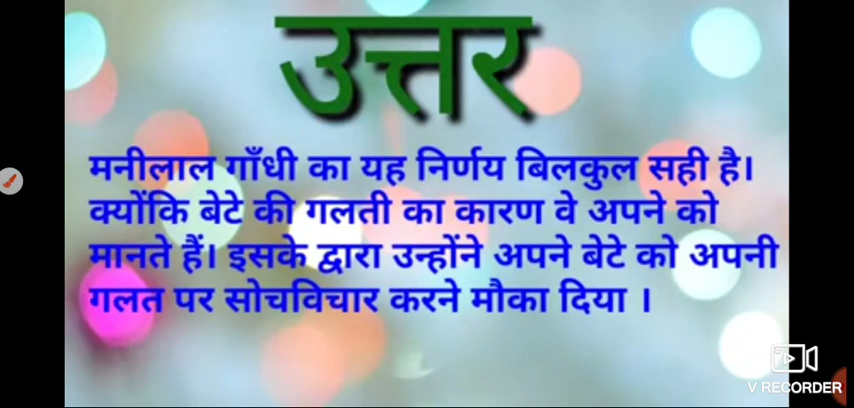 उत्तर
मनीलाल गाँधी का यह निर्णय बिलकुल सही है।
क्योंकि बेटे की गलती का कारण वे अपने को
मानते हैं। इसके द्वारा उन्होंने अपने बेटे को अपनी
गलत पर सोचविचार करने मौका दिया ।
V RECORDER